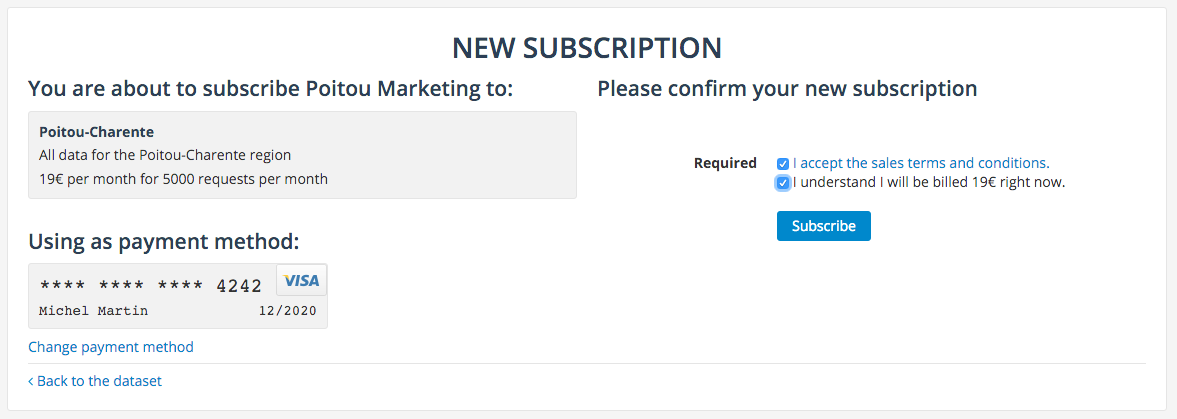 NEW SUBSCRIPTION
You are about to subscribe Poitou Marketing to:
Poitou-Charente
All data for the Poitou-Charente region
19€ per month for 5000 requests per month
Using as payment method:
**** **** **** 4242 VISA
Michel Martin 12/2020
Change payment method
‹ Back to the dataset
Please confirm your new subscription
Required I accept the sales terms and conditions.
I understand I will be billed 19€ right now.
Subscribe